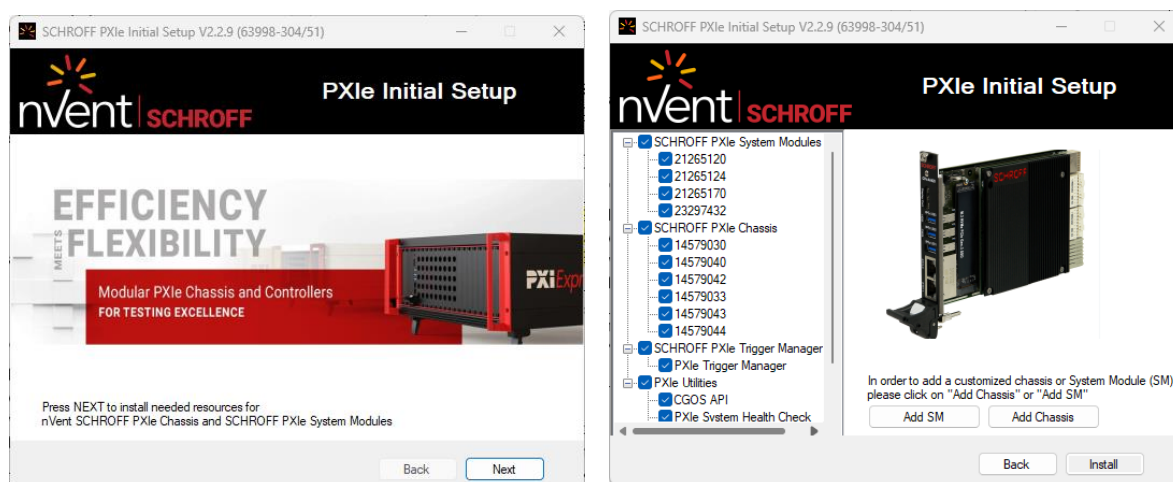 SCHROFF PXIe Initial Setup V2.2.9 (63998-304/51)
nVent SCHROFF
PXIe Initial Setup
EFFICIENCY
MEETS
FLEXIBILITY
Modular PXIe Chassis and Controllers
FOR TESTING EXCELLENCE
PXI Expr
Press NEXT to install needed resources for
nVent SCHROFF PXIe Chassis and SCHROFF PXIe System Modules
Back
Next
SCHROFF PXIe Initial Setup V2.2.9 (63998-304/51)
nVent SCHROFF
PXIe Initial Setup
SCHROFF PXIe System Modules
21265120
21265124
21265170
23297432
SCHROFF PXIe Chassis
14579030
14579040
14579042
14579033
14579043
14579044
SCHROFF PXIe Trigger Manager
PXIe Trigger Manager
PXIe Utilities
CGOS API
PXIe System Health Check
SCHROFF
In order to add a customized chassis or System Module (SM)
please click on "Add Chassis" or "Add SM"
Add SM
Add Chassis
Back
Install